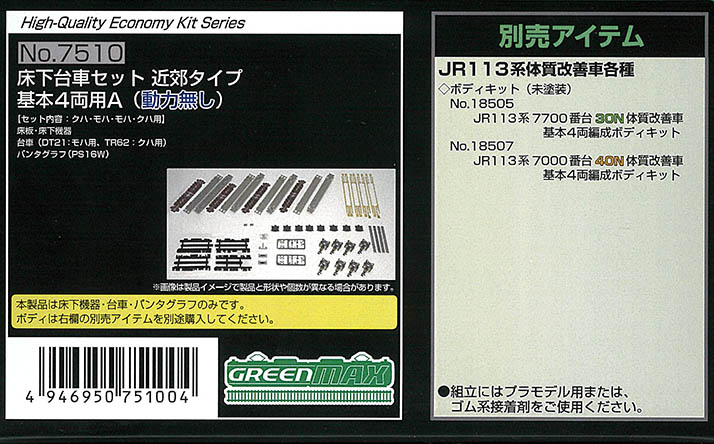 High-Quality Economy Kit Series
No.7510
床下台車セット 近郊タイプ
基本4両用A（動力無し）
【セット内容：クハ・モハ・モハ・クハ用】
床板・床下機器
台車（DT21：モハ用、TR62：クハ用）
パンタグラフ（PS16W）
※画像は製品イメージで製品と形状や個数が異なる場合があります。
本製品は床下機器・台車・パンタグラフのみです。
ボディは右欄の別売アイテムを別途購入してください。
4 946950 751004
GREENMAX
別売アイテム
JR113系体質改善車各種
◇ボディキット（未塗装）
No.18505
JR113系7700番台30N体質改善車
基本4両編成ボディキット
No.18507
JR113系7000番台40N体質改善車
基本4両編成ボディキット
●組立にはプラモデル用または、
ゴム系接着剤をご使用ください。